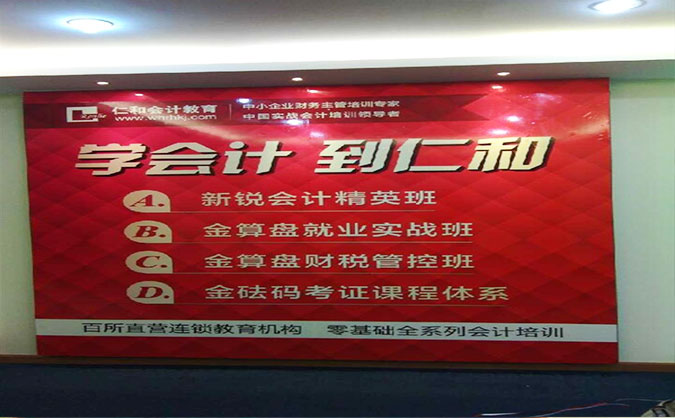 仁和会计教育
www.whrhkj.com
中小企业财务主管培训专家
中国实战会计培训领导者
学会计 到仁和
A. 新锐会计精英班
B. 金算盘就业实战班
C. 金算盘财税管控班
D. 金砝码考证课程体系
百所直营连锁教育机构 零基础全系列会计培训